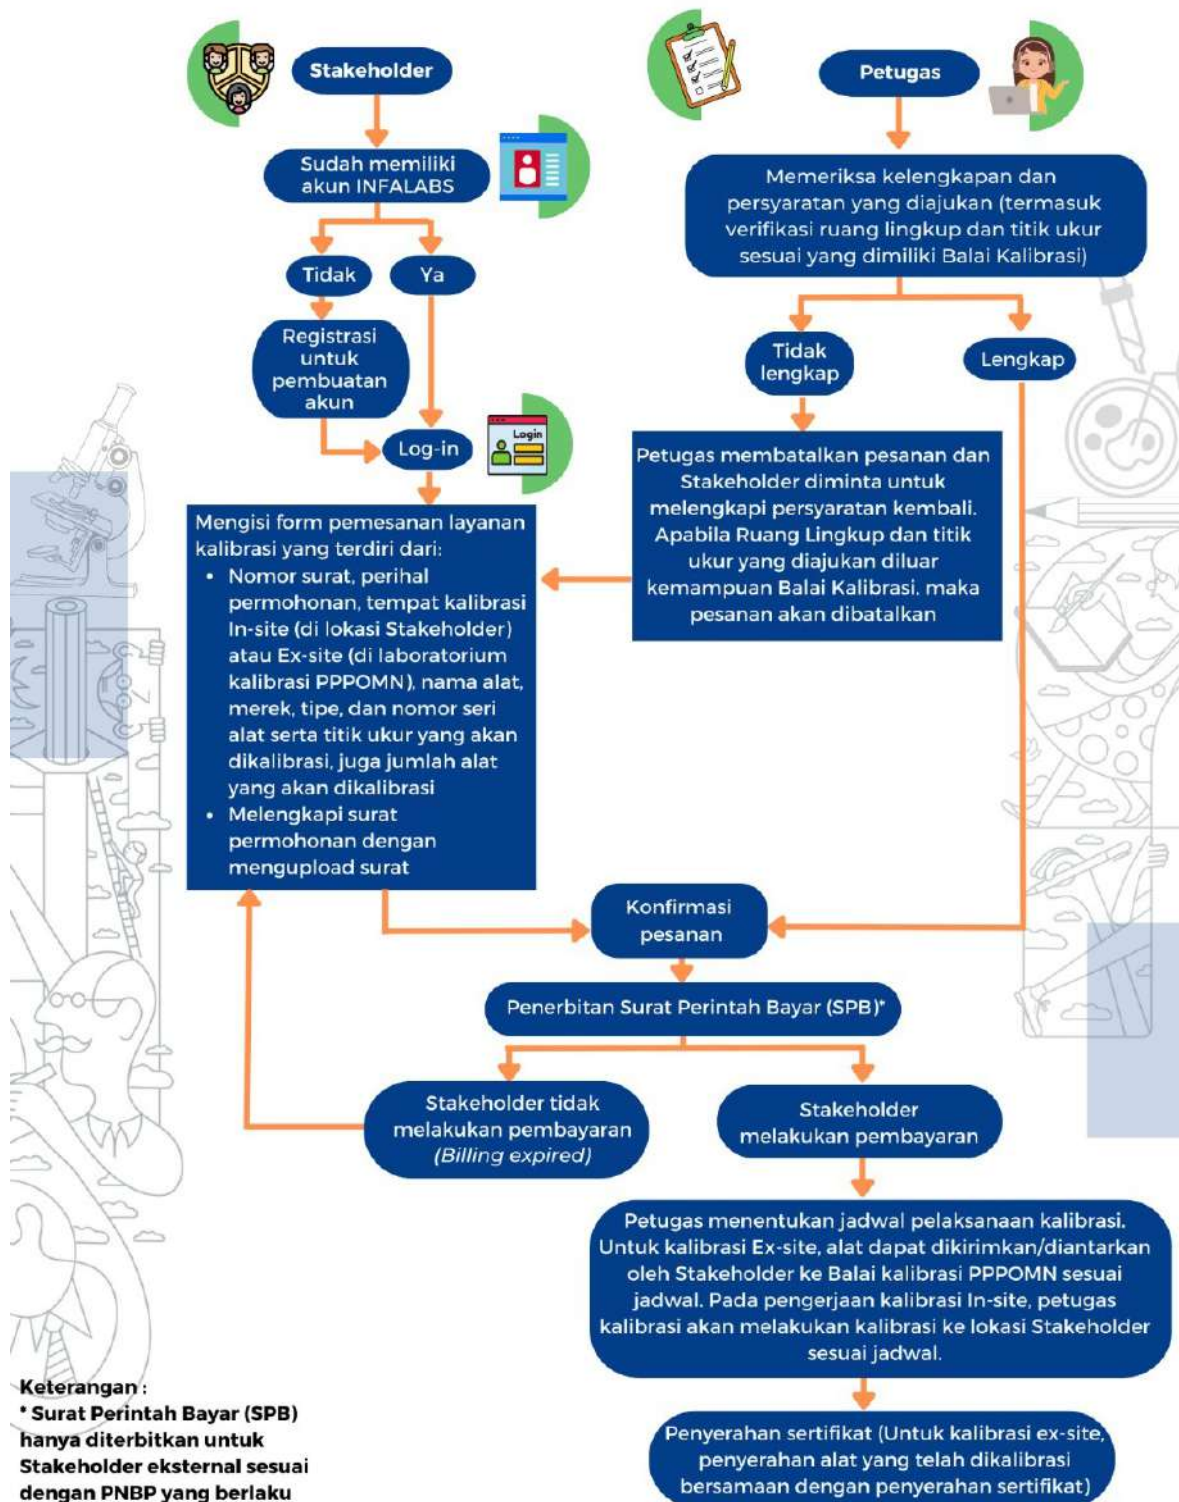 Stakeholder
Sudah memiliki
akun INFALABS
Tidak
Ya
Registrasi
untuk
pembuatan
akun
Log-in
Login
Mengisi form pemesanan layanan
kalibrasi yang terdiri dari:
• Nomor surat, perihal
permohonan, tempat kalibrasi
In-site (di lokasi Stakeholder)
atau Ex-site (di laboratorium
kalibrasi PPPOMN), nama alat,
merek, tipe, dan nomor seri
alat serta titik ukur yang akan
dikalibrasi, juga jumlah alat
yang akan dikalibrasi
• Melengkapi surat
permohonan dengan
mengupload surat
Petugas
Memeriksa kelengkapan dan
persyaratan yang diajukan (termasuk
verifikasi ruang lingkup dan titik ukur
sesuai yang dimiliki Balai Kalibrasi)
Tidak
lengkap
Lengkap
Petugas membatalkan pesanan dan
Stakeholder diminta untuk
melengkapi persyaratan kembali.
Apabila Ruang Lingkup dan titik
ukur yang diajukan diluar
kemampuan Balai Kalibrasi, maka
pesanan akan dibatalkan
Konfirmasi
pesanan
Penerbitan Surat Perintah Bayar (SPB)*
Stakeholder tidak
melakukan pembayaran
(Billing expired)
Stakeholder
melakukan pembayaran
Petugas menentukan jadwal pelaksanaan kalibrasi.
Untuk kalibrasi Ex-site, alat dapat dikirimkan/diantarkan
oleh Stakeholder ke Balai kalibrasi PPPOMN sesuai
jadwal. Pada pengerjaan kalibrasi In-site, petugas
kalibrasi akan melakukan kalibrasi ke lokasi Stakeholder
sesuai jadwal.
Penyerahan sertifikat (Untuk kalibrasi ex-site,
penyerahan alat yang telah dikalibrasi
bersamaan dengan penyerahan sertifikat)
Keterangan :
* Surat Perintah Bayar (SPB)
hanya diterbitkan untuk
Stakeholder eksternal sesuai
dengan PNBP yang berlaku